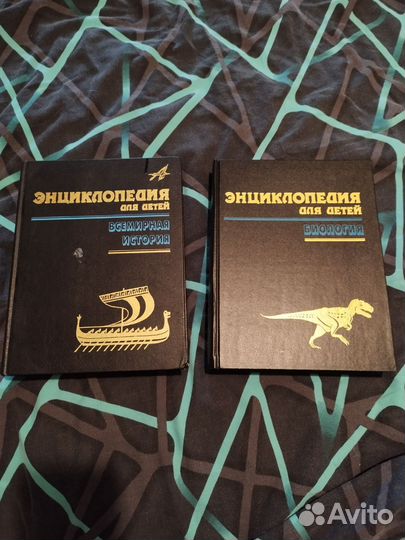 ЭНЦИКЛОПЕДИЯ
ДЛЯ ДЕТЕЙ
ВСЕМИРНАЯ
ИСТОРИЯ
ЭНЦИКЛОПЕДИЯ
ДЛЯ ДЕТЕЙ
БИОЛОГИЯ
Avito